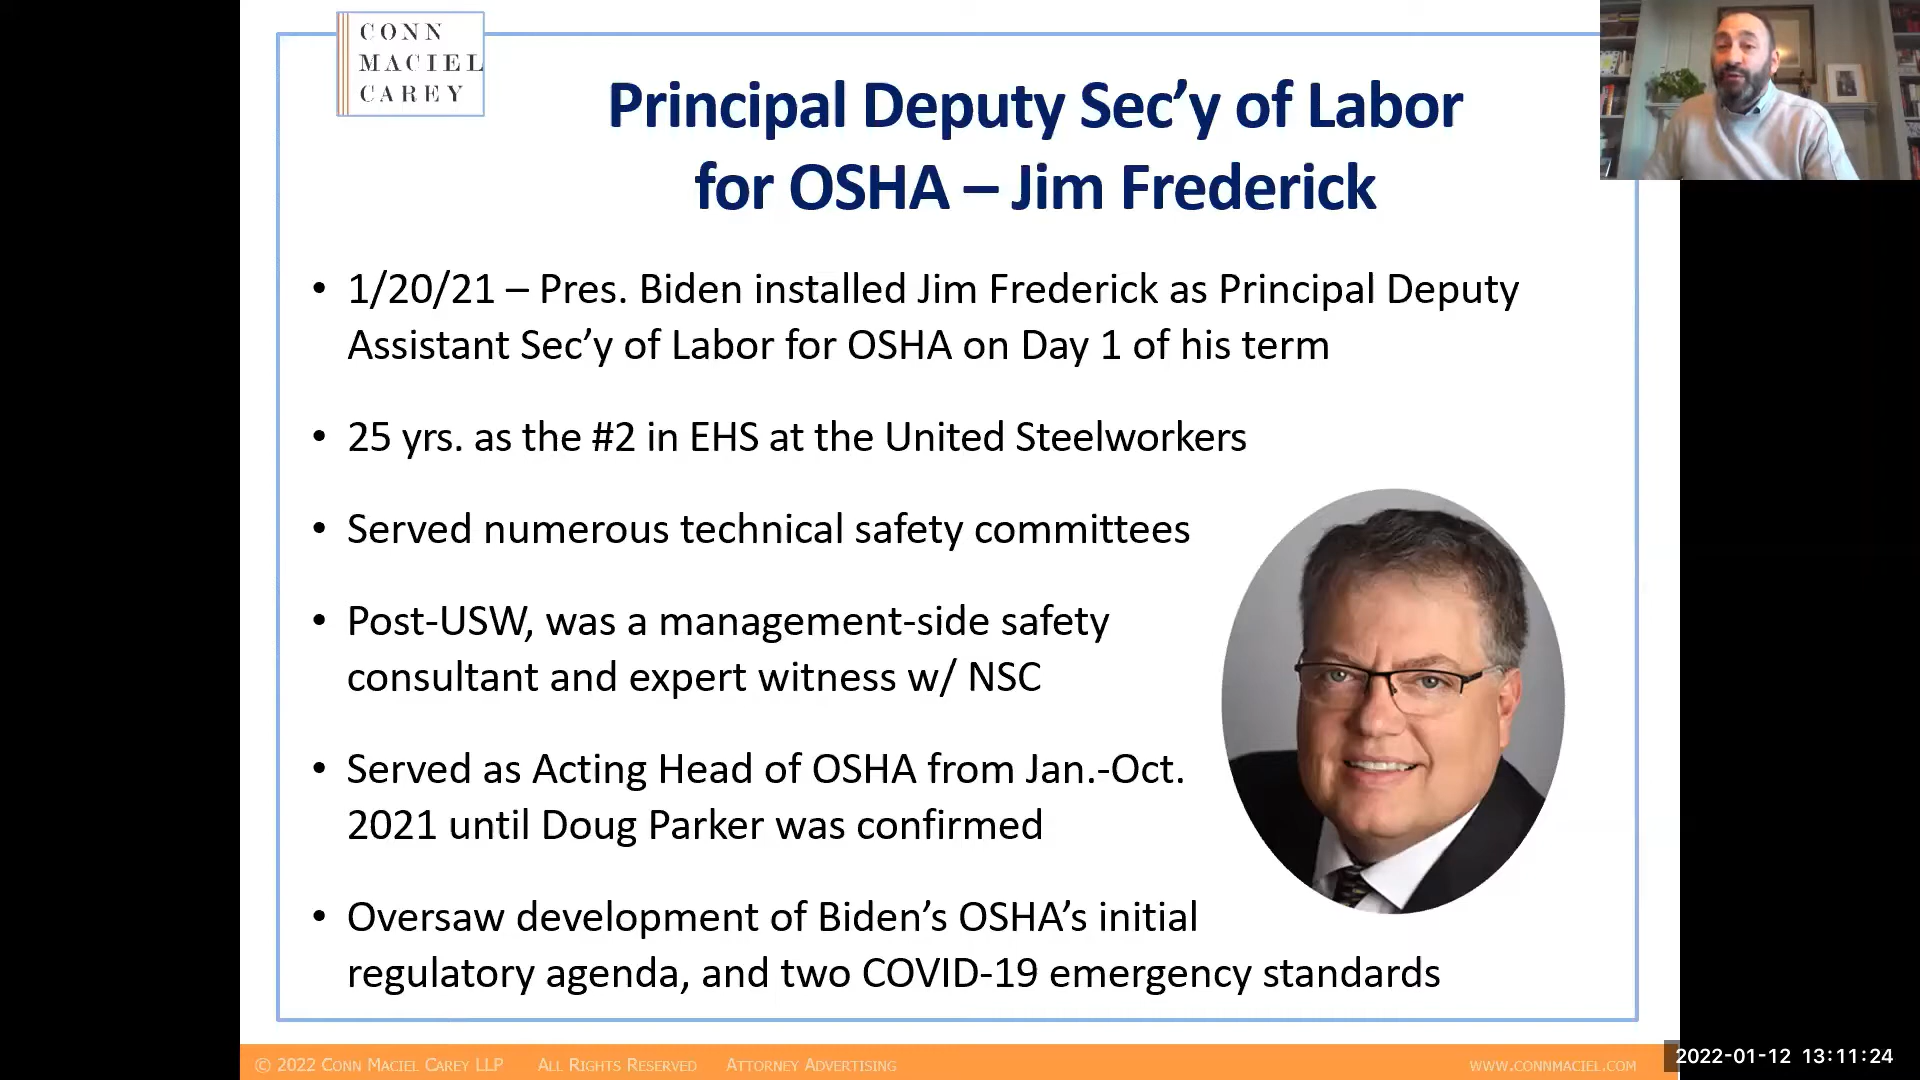 CONN
MACIEL
CAREY
Principal Deputy Sec’y of Labor
for OSHA – Jim Frederick
• 1/20/21 – Pres. Biden installed Jim Frederick as Principal Deputy
Assistant Sec’y of Labor for OSHA on Day 1 of his term
• 25 yrs. as the #2 in EHS at the United Steelworkers
• Served numerous technical safety committees
• Post-USW, was a management-side safety
consultant and expert witness w/ NSC
• Served as Acting Head of OSHA from Jan.-Oct.
2021 until Doug Parker was confirmed
• Oversaw development of Biden’s OSHA’s initial
regulatory agenda, and two COVID-19 emergency standards
© 2022 CONN MACIEL CAREY LLP ALL RIGHTS RESERVED ATTORNEY ADVERTISING WWW.CONNMACIEL.COM
2022-01-12 13:11:24